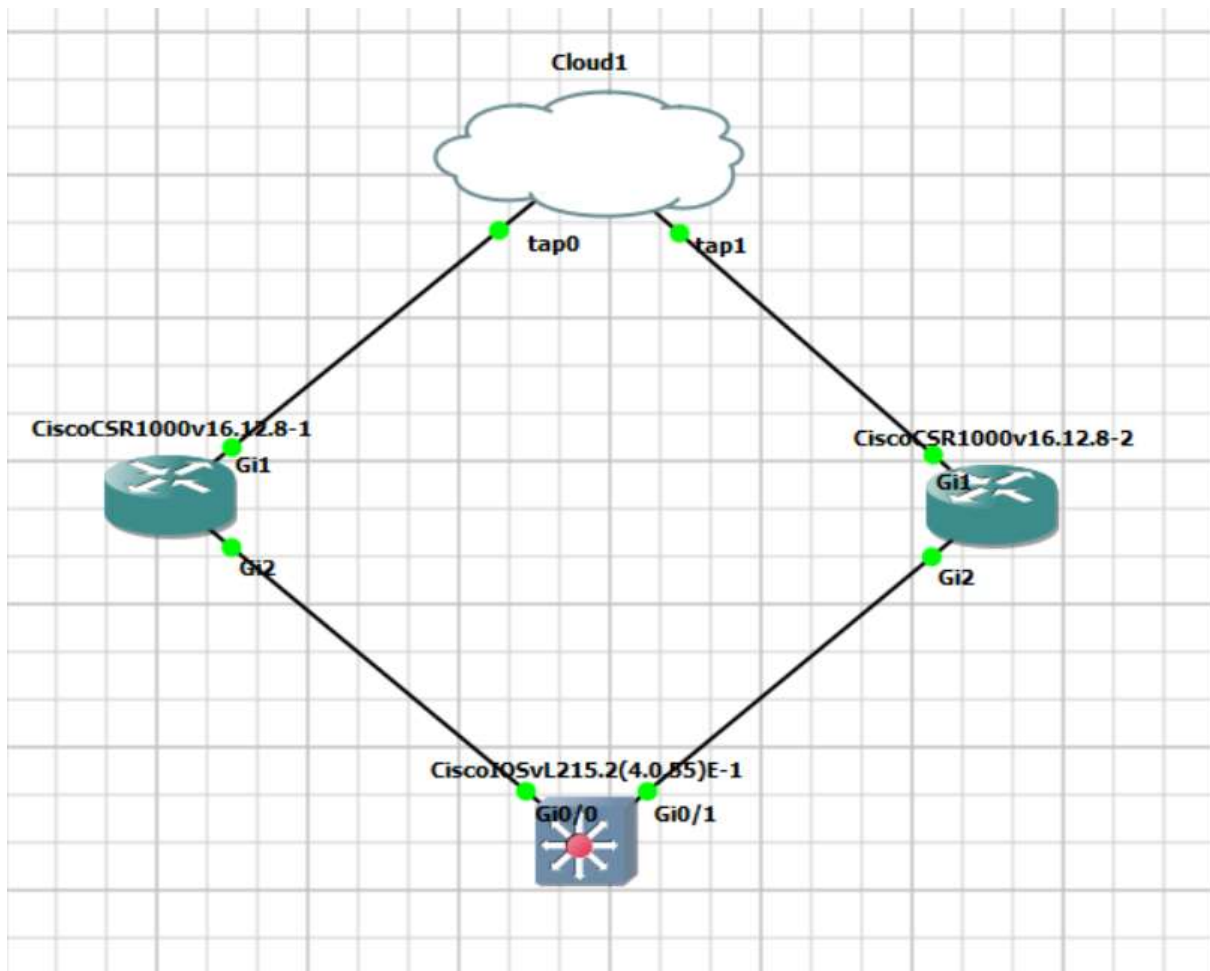 Cloud1
tap0
tap1
CiscoCSR1000v16.12.8-1
Gi1
CiscoCSR1000v16.12.8-2
Gi1
Gi2
Gi2
CiscoIOSvL215.2(4.0.55)E-1
Gi0/0
Gi0/1